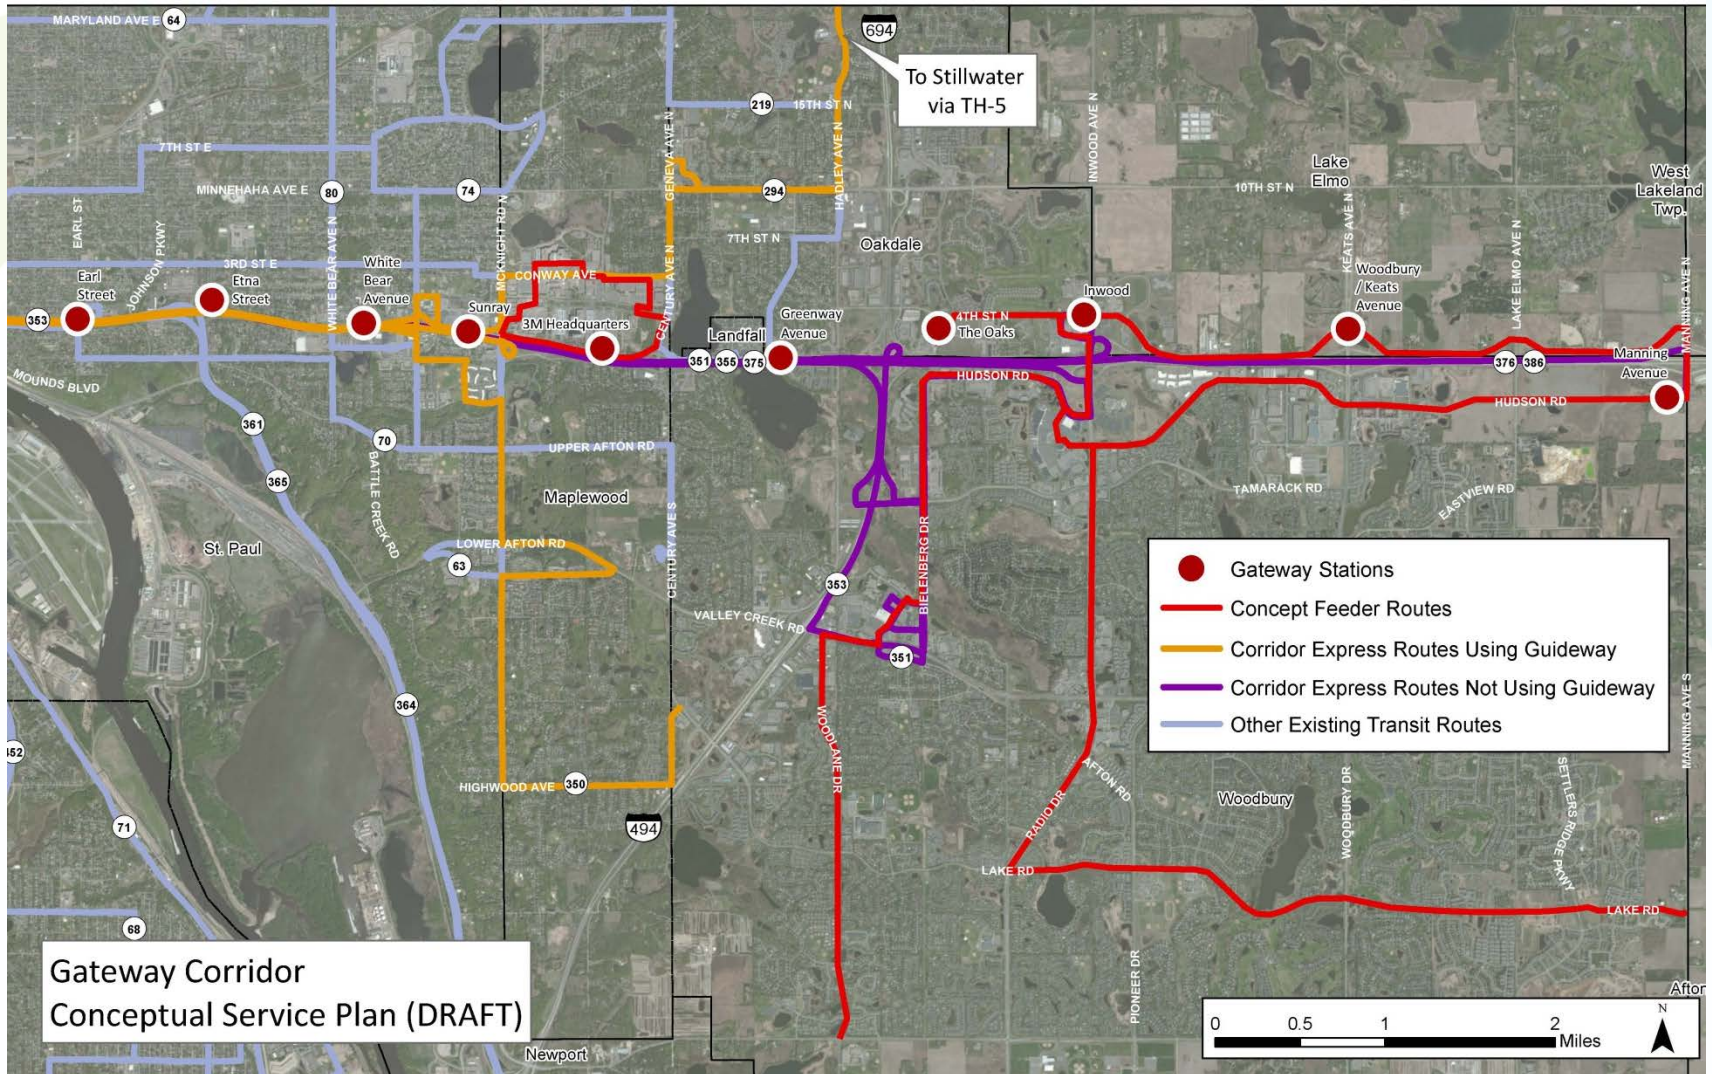 MARYLAND AVE E
64
694
To Stillwater
via TH-5
219
15TH ST N
7TH ST E
MINNEHAHA AVE E
80
74
294
GENEVA AVE N
HADLEY AVE N
INWOOD AVE N
10TH ST N
Lake
Elmo
KEATS AVE N
LAKE ELMO AVE N
West
Lakeland
Twp.
EARL ST
JOHNSON PKWY
WHITE BEAR AVE N
MCKNIGHT RD N
7TH ST N
Oakdale
3RD ST E
CONWAY AVE
CENTURY AVE N
MANNING AVE N
Earl
Street
Etna
Street
White
Bear
Avenue
Sunray
3M Headquarters
Landfall
Greenway
Avenue
4TH ST N
The Oaks
Inwood
Woodbury
/ Keats
Avenue
Manning
Avenue
353
351
355
375
376
386
MOUNDS BLVD
HUDSON RD
HUDSON RD
361
70
UPPER AFTON RD
365
BATTLE CREEK RD
Maplewood
TAMARACK RD
EASTVIEW RD
St. Paul
LOWER AFTON RD
63
CENTURY AVE S
BIELENBERG DR
353
VALLEY CREEK RD
351
Gateway Stations
Concept Feeder Routes
Corridor Express Routes Using Guideway
Corridor Express Routes Not Using Guideway
Other Existing Transit Routes
364
452
WOODLANE DR
MANNING AVE S
HIGHWOOD AVE
350
494
71
AFTON RD
RADIO DR
Woodbury
WOODBURY DR
SETTLERS RIDGE PKWY
LAKE RD
LAKE RD
68
PIONEER DR
Gateway Corridor
Conceptual Service Plan (DRAFT)
Newport
Afton
0 0.5 1 2
Miles
N